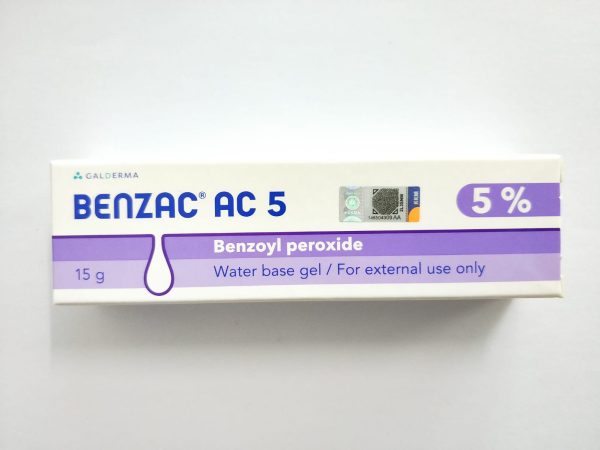 GALDERMA
BENZAC® AC 5
5 %
Benzoyl peroxide
15 g
Water base gel / For external use only